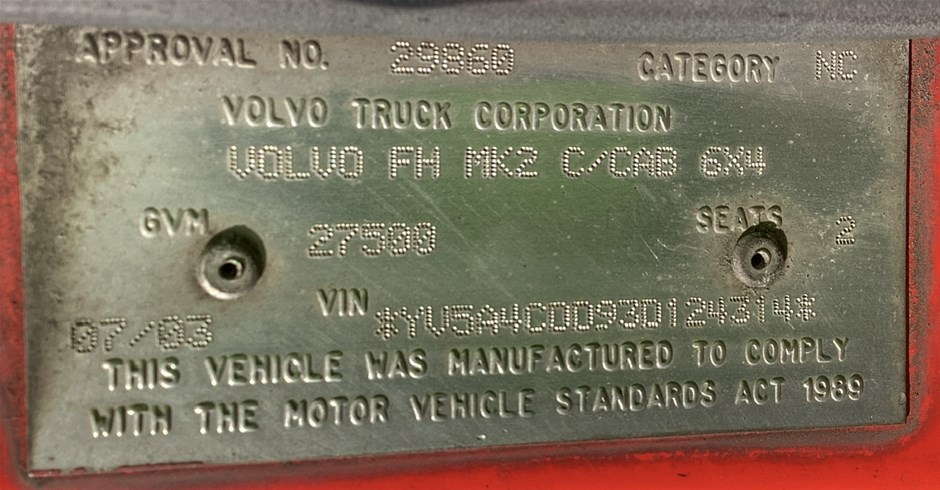 APPROVAL NO. 29860 CATEGORY NC.
VOLVO TRUCK CORPORATION
VOLVO FH MK2 C/CAB 6X4
GVM 27500 SEATS 2
07/03 VIN *YV5A4CDD93D124314*
THIS VEHICLE WAS MANUFACTURED TO COMPLY
WITH THE MOTOR VEHICLE STANDARDS ACT 1989